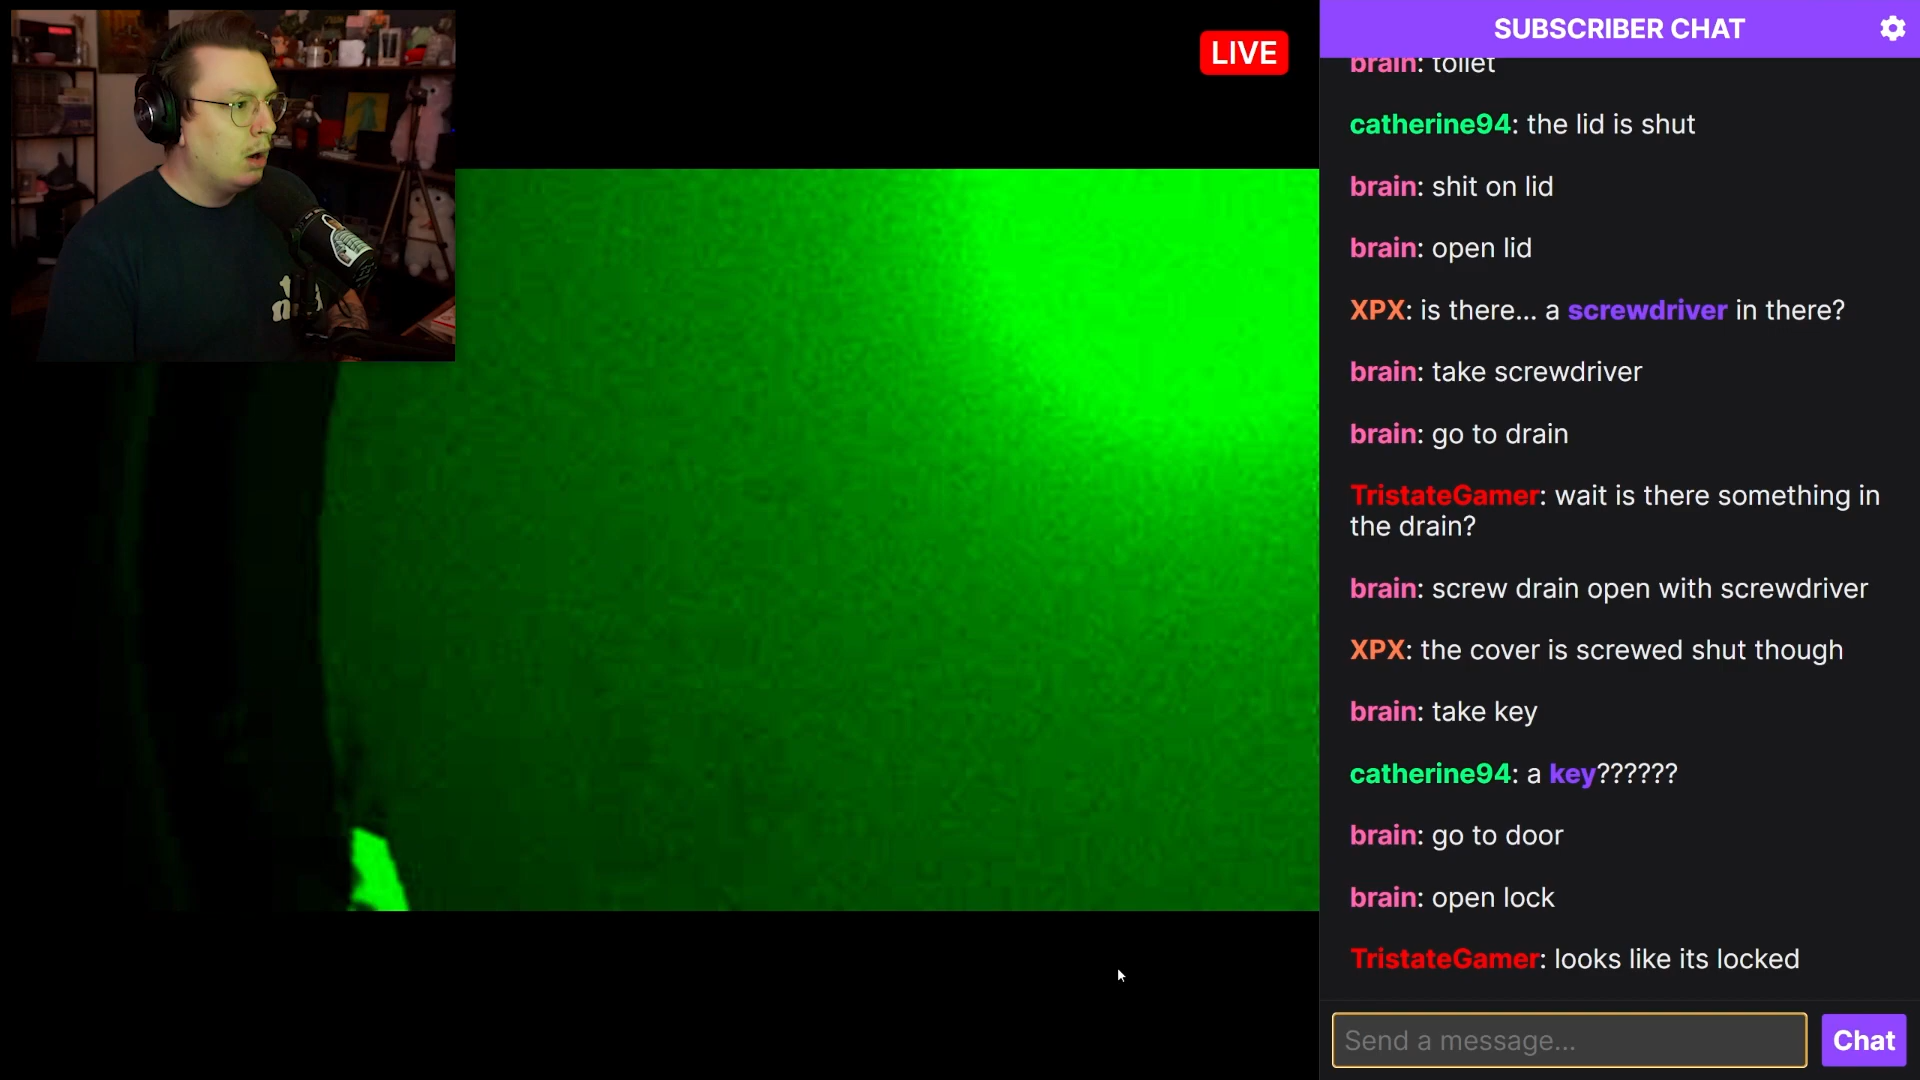 LIVE
SUBSCRIBER CHAT
brain: toilet
catherine94: the lid is shut
brain: shit on lid
brain: open lid
XPX: is there... a screwdriver in there?
brain: take screwdriver
brain: go to drain
TristateGamer: wait is there something in
the drain?
brain: screw drain open with screwdriver
XPX: the cover is screwed shut though
brain: take key
catherine94: a key??????
brain: go to door
brain: open lock
TristateGamer: looks like its locked
Send a message...
Chat